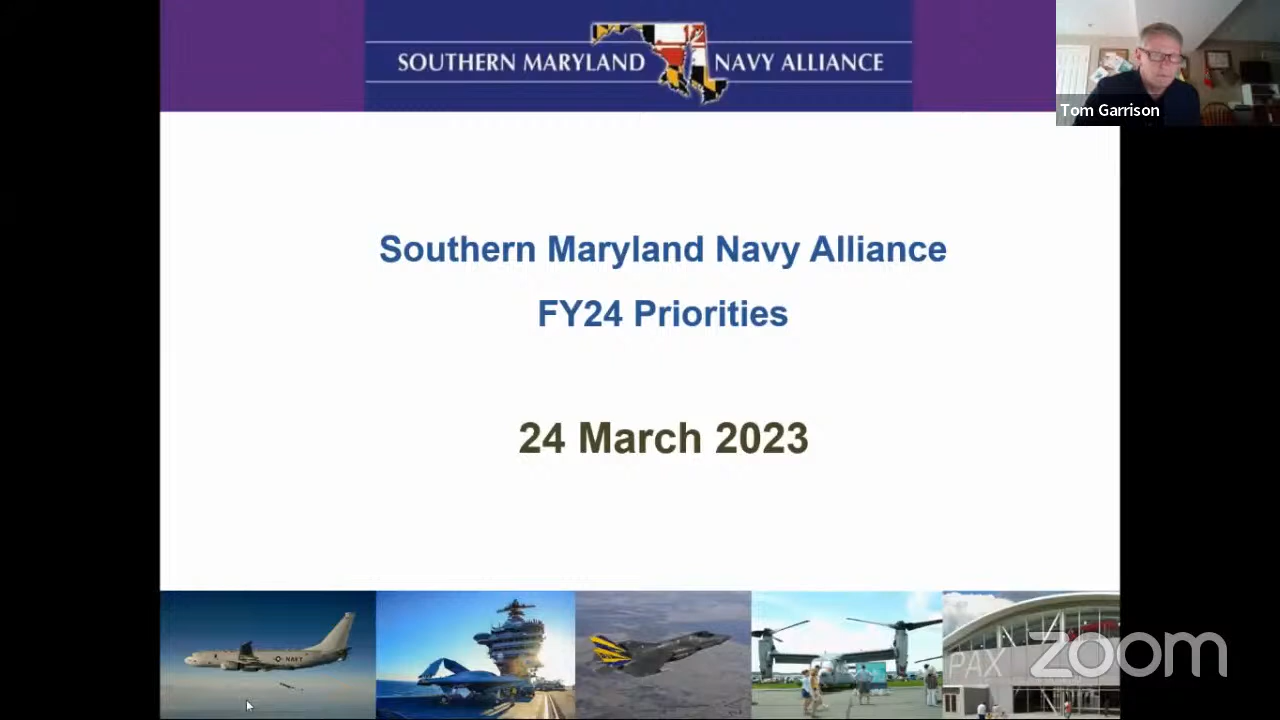 SOUTHERN MARYLAND NAVY ALLIANCE
Tom Garrison
Southern Maryland Navy Alliance
FY24 Priorities
24 March 2023
NAVY
PAX
zoom